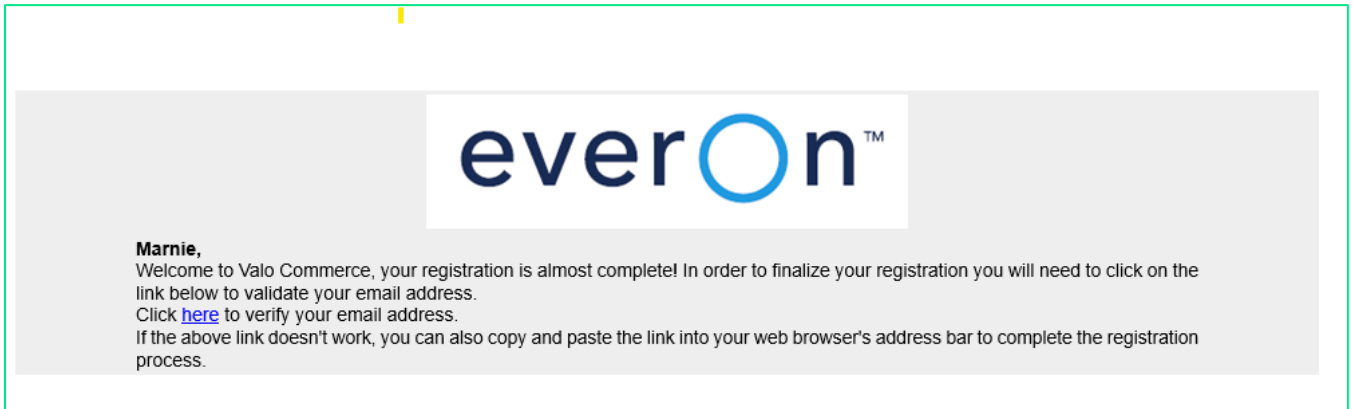 everOn™
Marnie,
Welcome to Valo Commerce, your registration is almost complete! In order to finalize your registration you will need to click on the
link below to validate your email address.
Click here to verify your email address.
If the above link doesn't work, you can also copy and paste the link into your web browser's address bar to complete the registration
process.